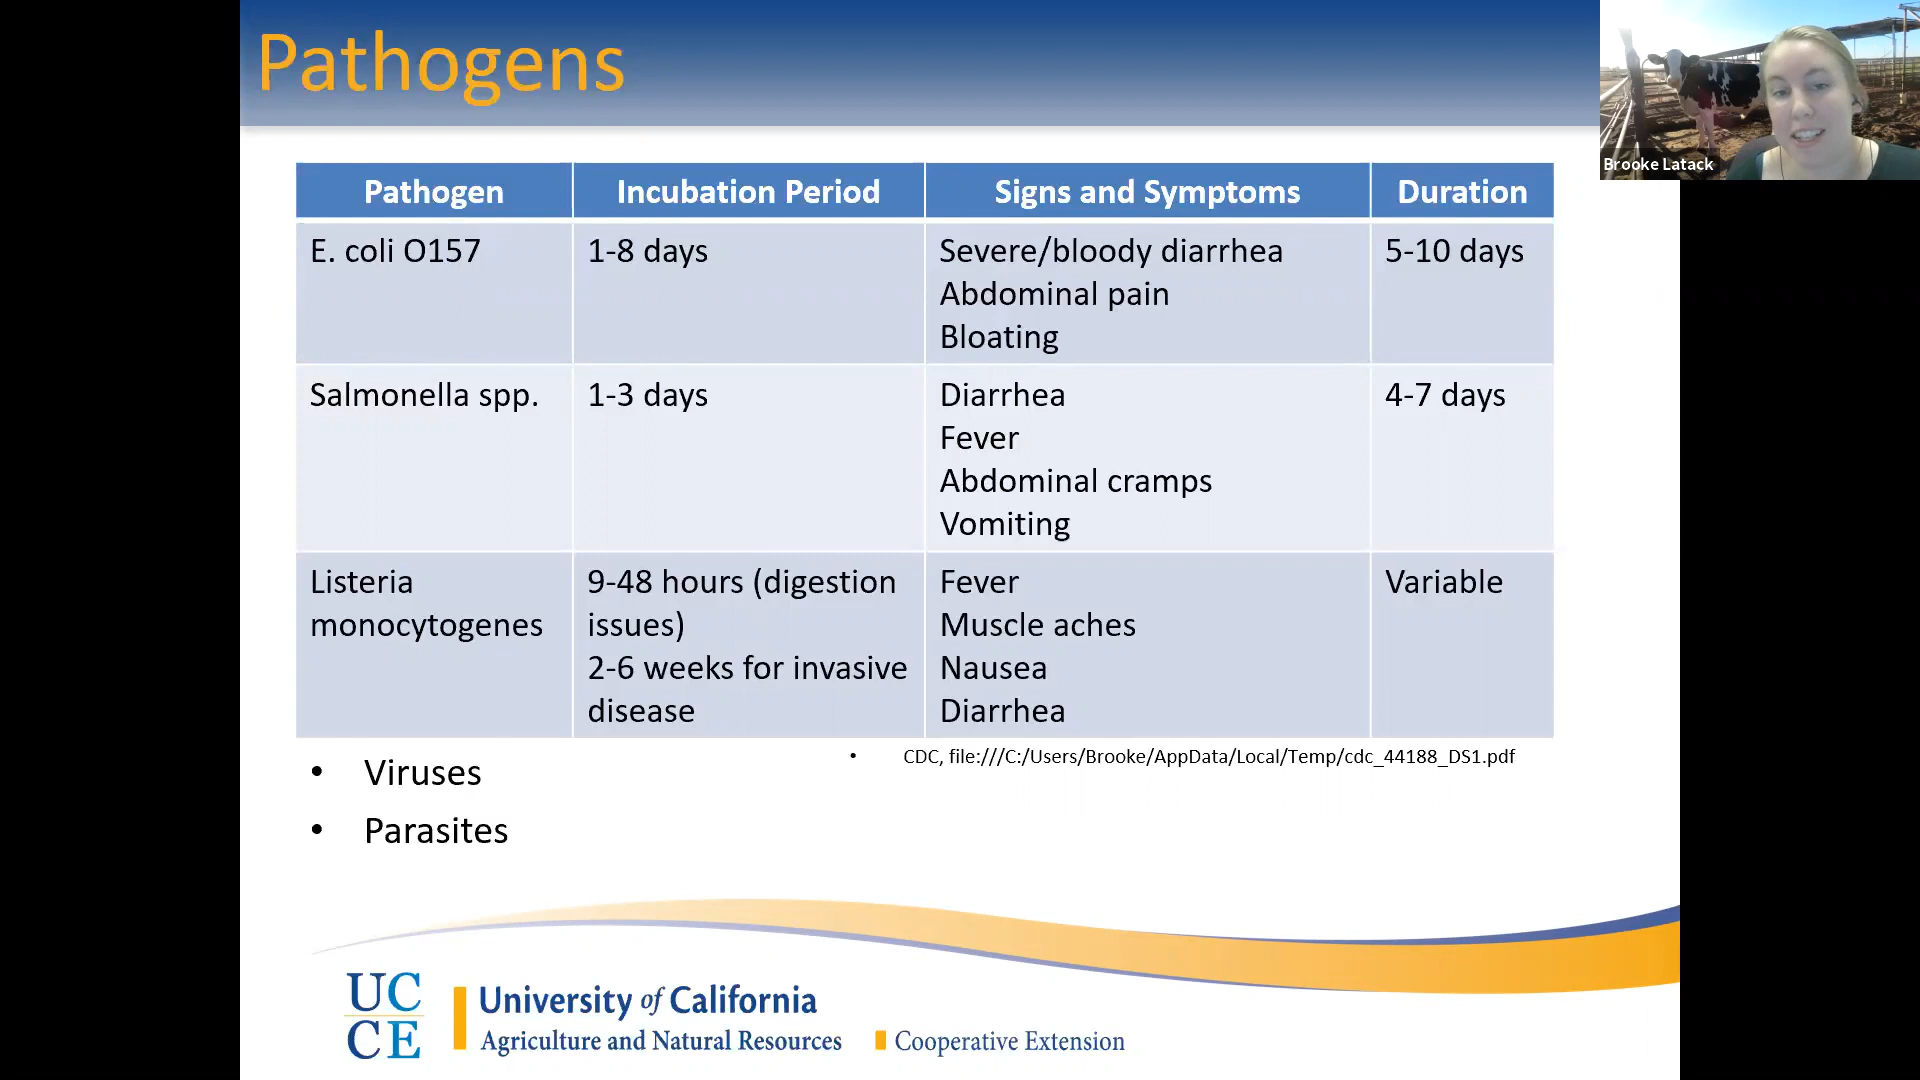 Pathogens
Brooke Latack
Pathogen Incubation Period Signs and Symptoms Duration
E. coli O157 1-8 days Severe/bloody diarrhea 5-10 days
Abdominal pain
Bloating
Salmonella spp. 1-3 days Diarrhea 4-7 days
Fever
Abdominal cramps
Vomiting
Listeria 9-48 hours (digestion Fever Variable
monocytogenes issues) Muscle aches
2-6 weeks for invasive Nausea
disease Diarrhea
• CDC, file:///C:/Users/Brooke/AppData/Local/Temp/cdc_44188_DS1.pdf
• Viruses
• Parasites
UC
CE
University of California
Agriculture and Natural Resources Cooperative Extension